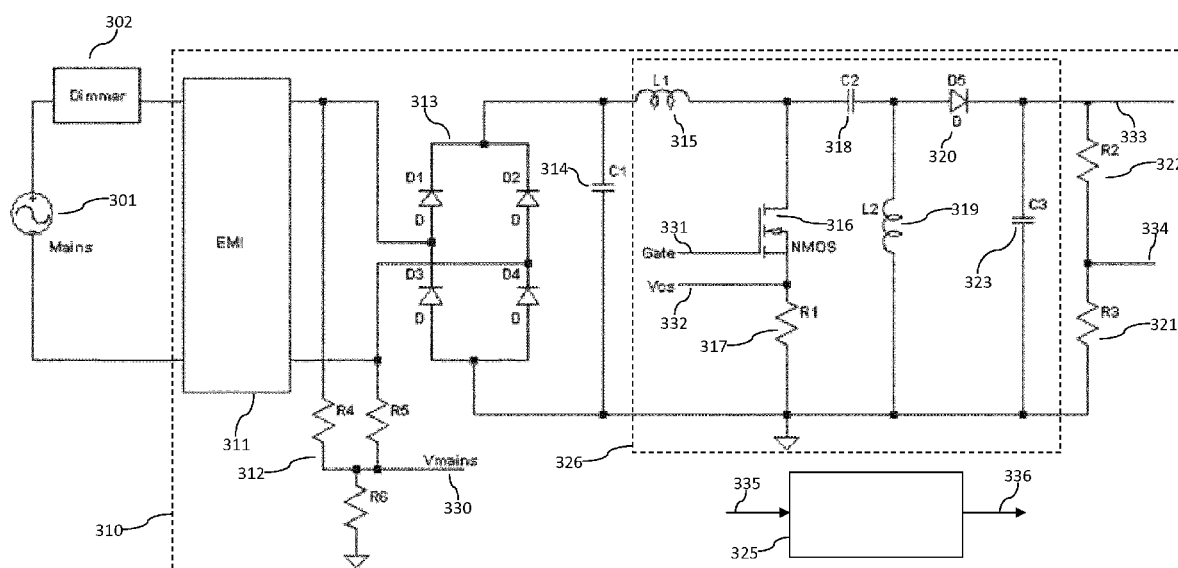 302
Dimmer
301
Mains
EMI
311
310
313
D1
D
D2
D
D3
D
D4
D
R4
R5
312
Vmains
330
R6
314
C1
L1
315
C2
318
D5
D
320
333
R2
322
316
NMOS
331
Gate
Vcs
332
R1
317
L2
319
C3
323
334
R3
321
326
335
336
325